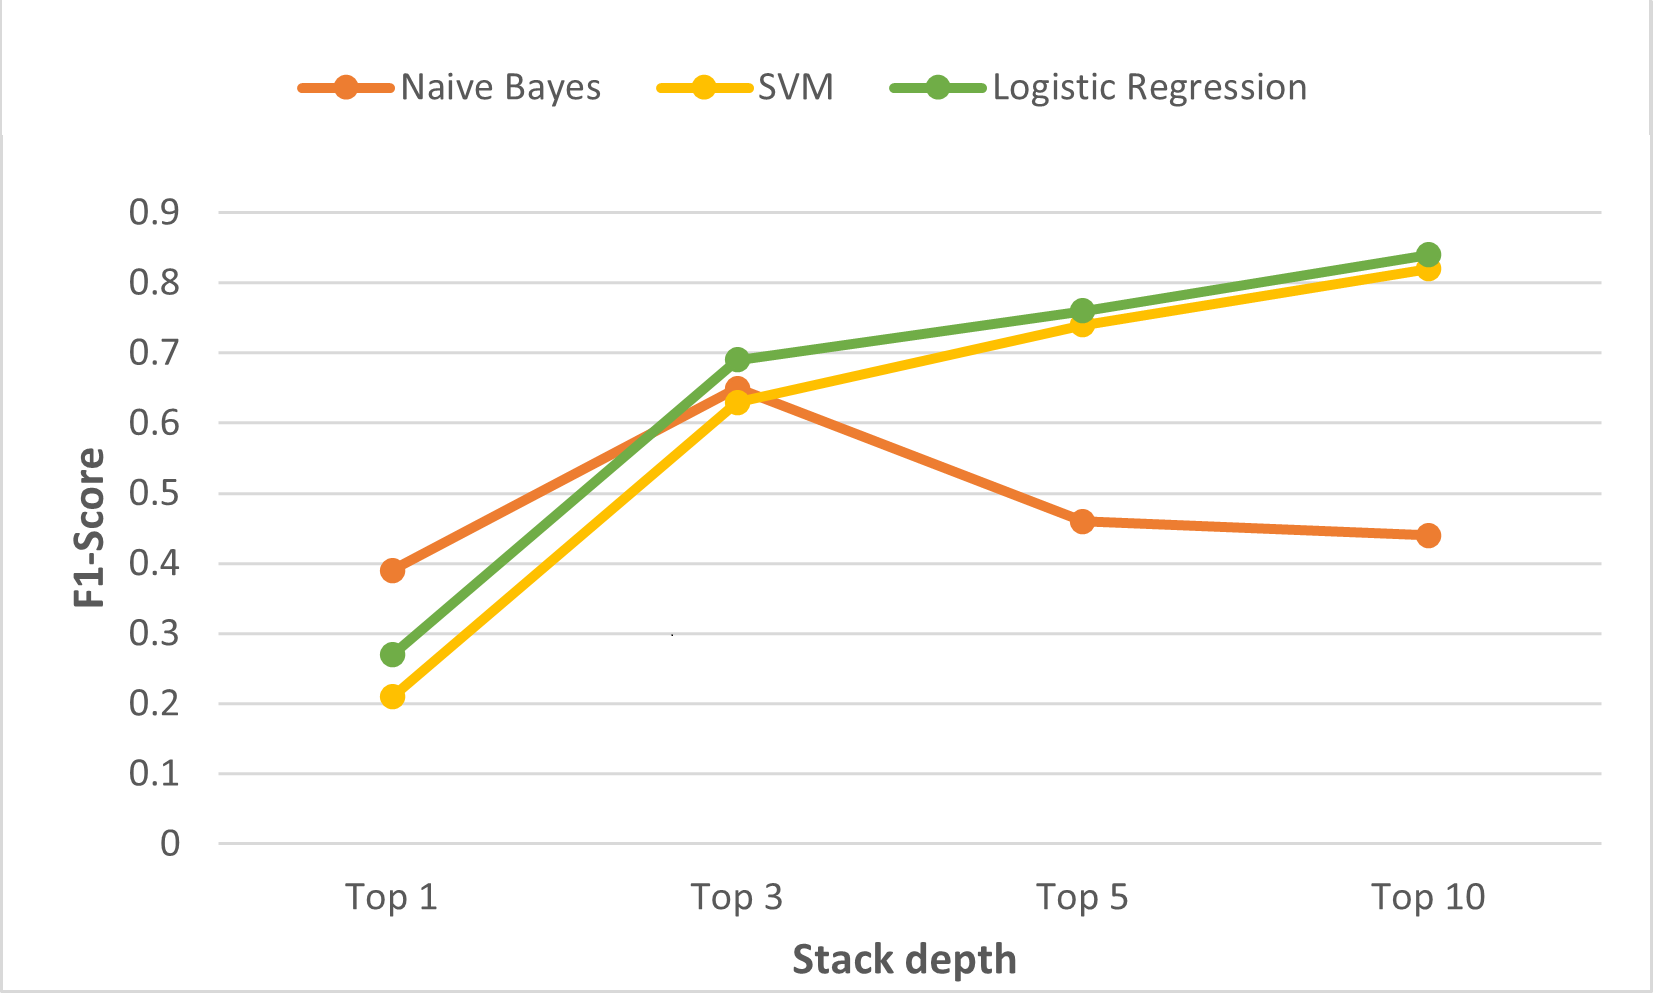 Naive Bayes SVM Logistic Regression
0.9
0.8
0.7
0.6
0.5
0.4
0.3
0.2
0.1
0
F1-Score
Top 1 Top 3 Top 5 Top 10
Stack depth